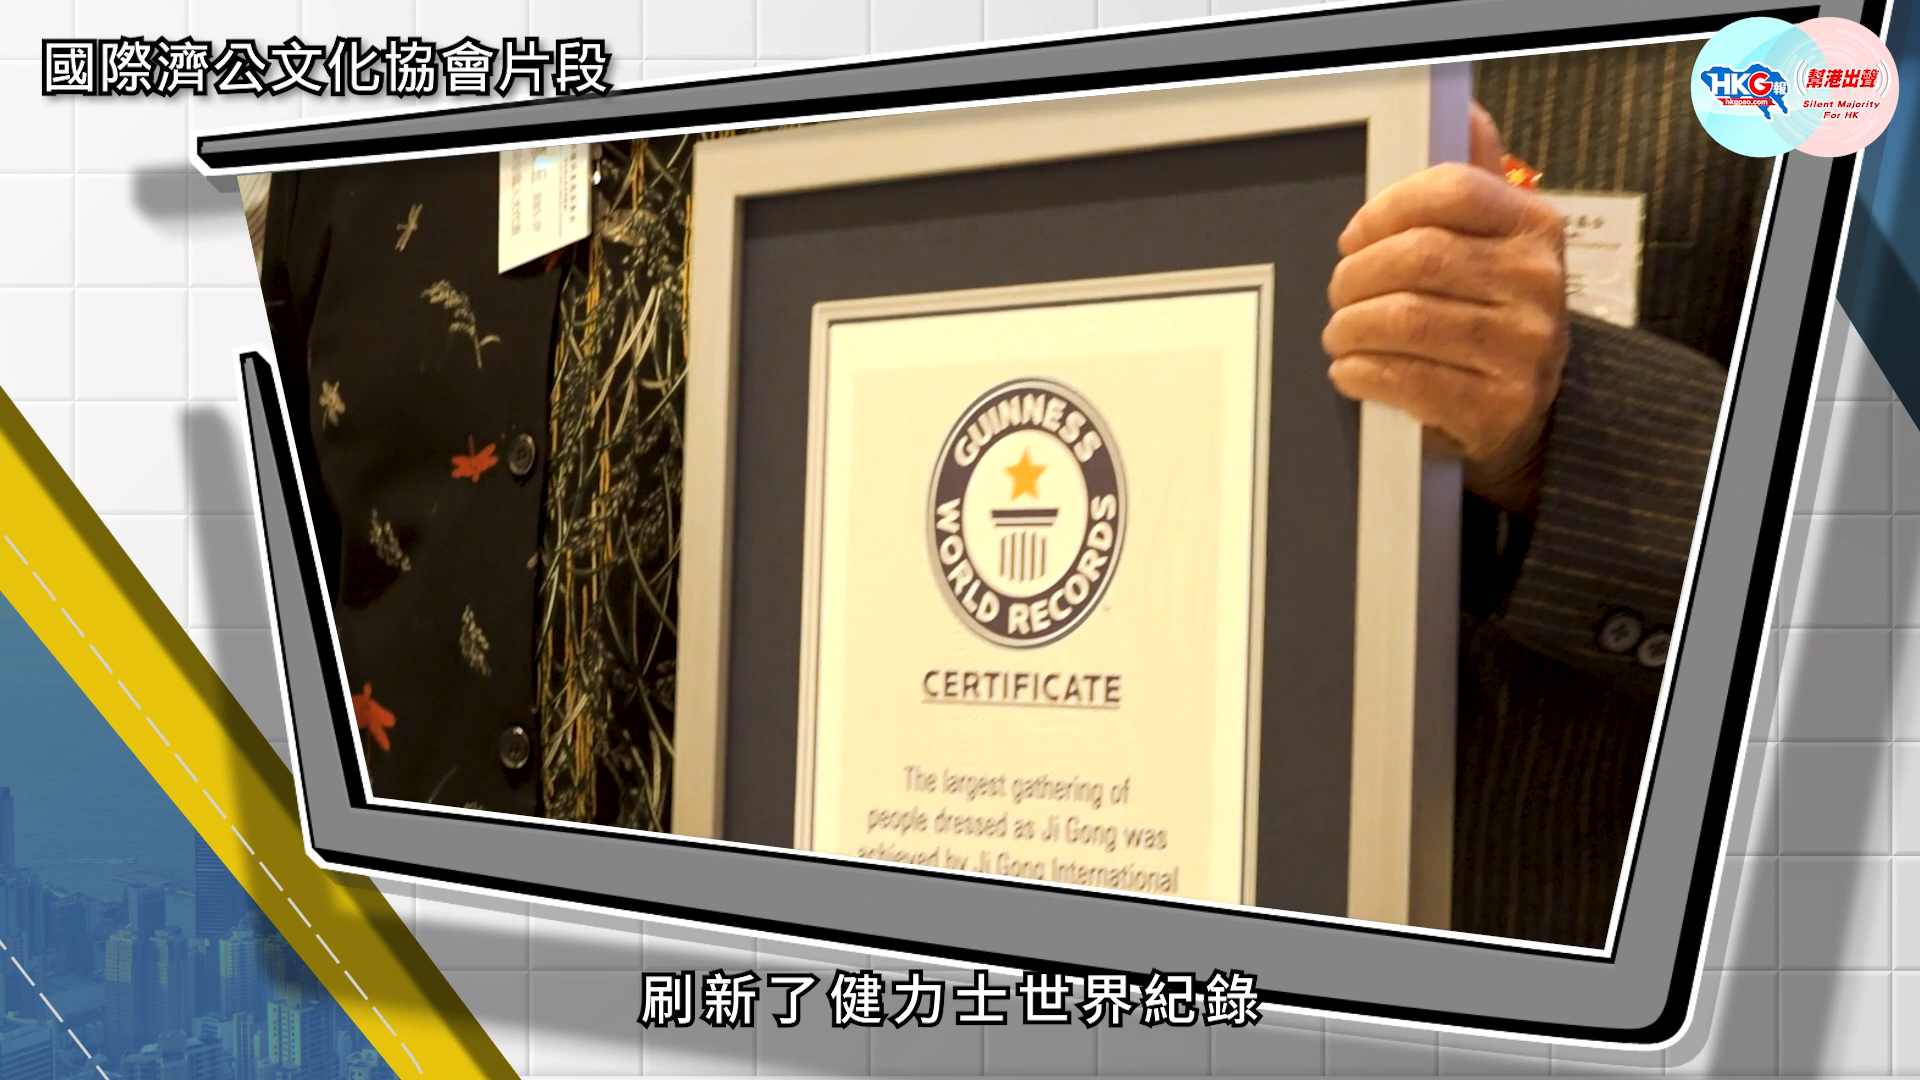 國際濟公文化協會片段
HKG報
hkgpao.com
幫港出聲
Silent Majority
For HK
GUINNESS
WORLD RECORDS
CERTIFICATE
The largest gathering of
people dressed as Ji Gong was
achieved by Ji Gong International
刷新了健力士世界紀錄